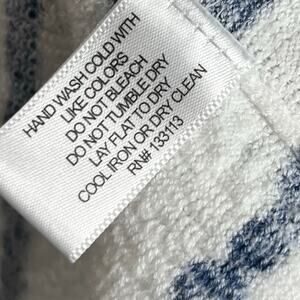 HAND WASH COLD WITH
LIKE COLORS
DO NOT BLEACH
DO NOT TUMBLE DRY
LAY FLAT TO DRY
COOL IRON OR DRY CLEAN
RN# 133113